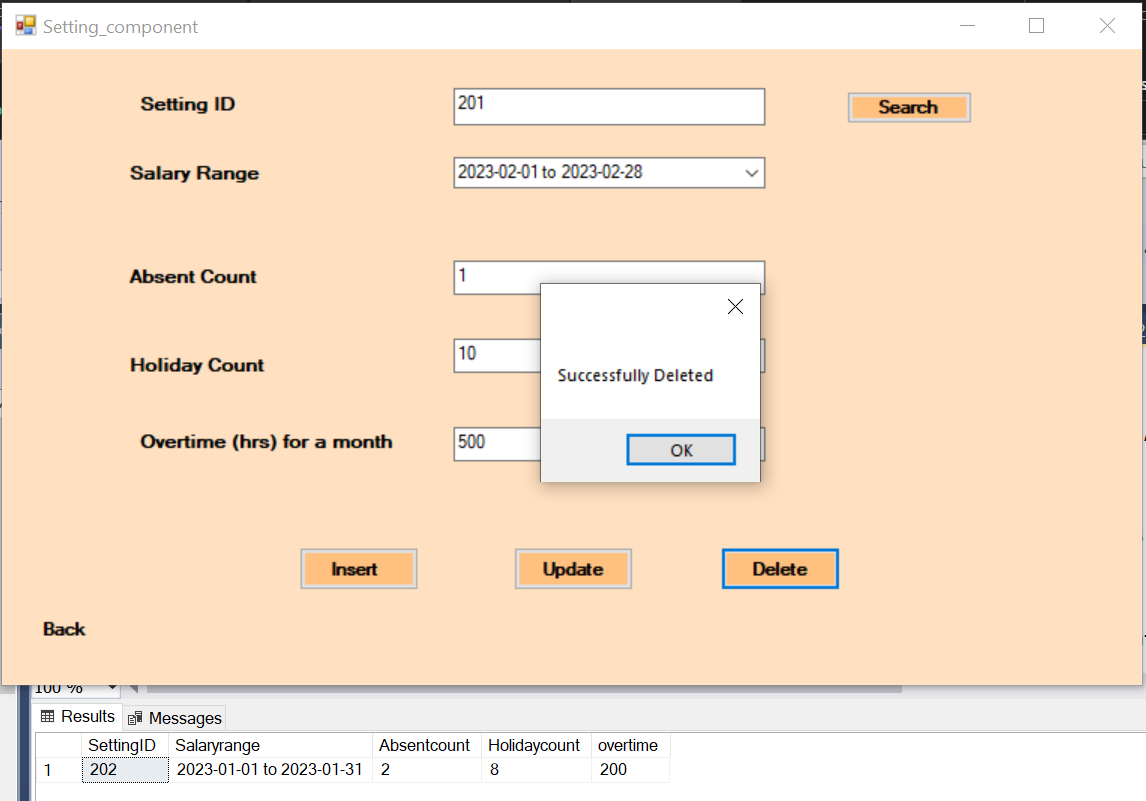 Setting_component
Setting ID 201 Search
Salary Range 2023-02-01 to 2023-02-28
Absent Count 1
Holiday Count 10
Successfully Deleted
Overtime (hrs) for a month 500
OK
Insert Update Delete
Back
100 %
Results Messages
SettingID Salaryrange Absentcount Holidaycount overtime
1 202 2023-01-01 to 2023-01-31 2 8 200